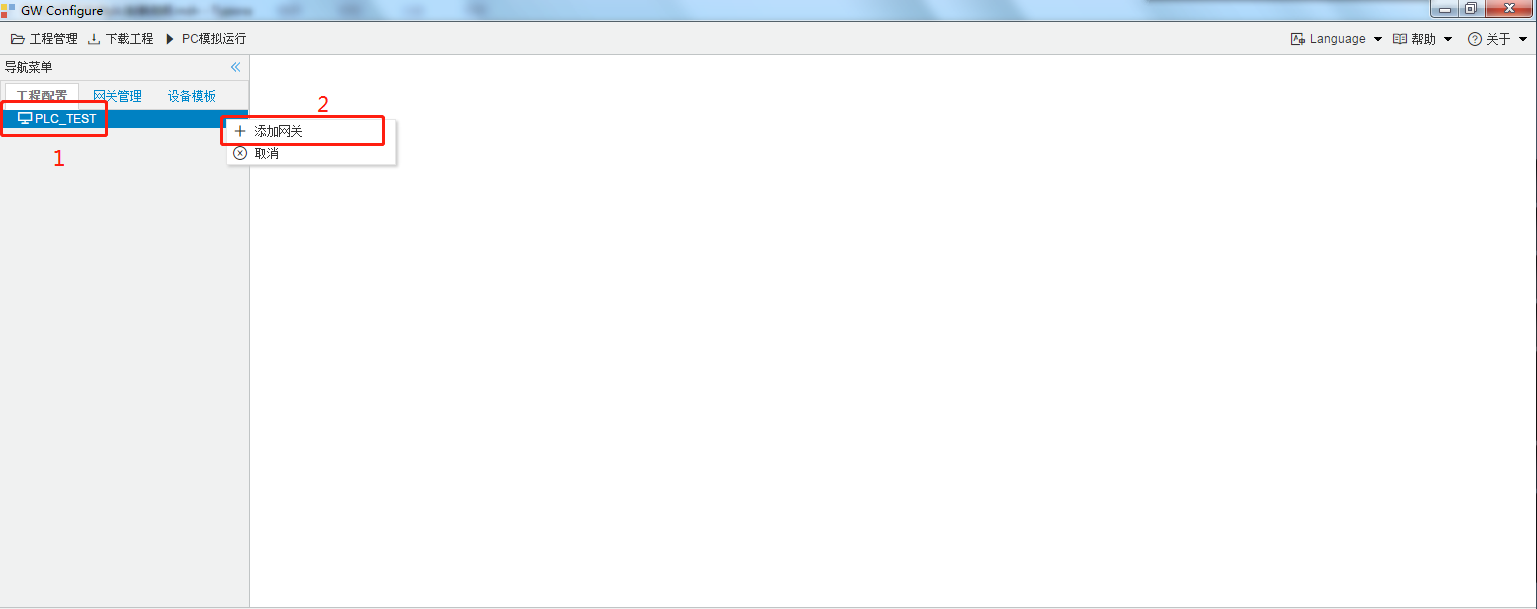 GW Configure
工程管理 下载工程 PC模拟运行 Language 帮助 关于
导航菜单
工程配置 网关管理 设备模板
PLC_TEST
1
2
添加网关
取消